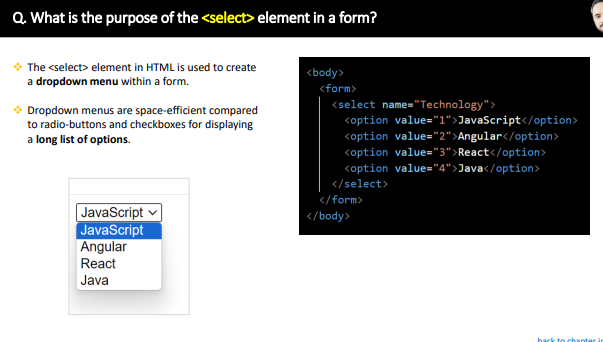 Q. What is the purpose of the <select> element in a form?
❖ The <select> element in HTML is used to create
a dropdown menu within a form.
❖ Dropdown menus are space-efficient compared
to radio-buttons and checkboxes for displaying
a long list of options.
JavaScript
JavaScript
Angular
React
Java
<body>
<form>
<select name="Technology">
<option value="1">JavaScript</option>
<option value="2">Angular</option>
<option value="3">React</option>
<option value="4">Java</option>
</select>
</form>
</body>
back to chapter